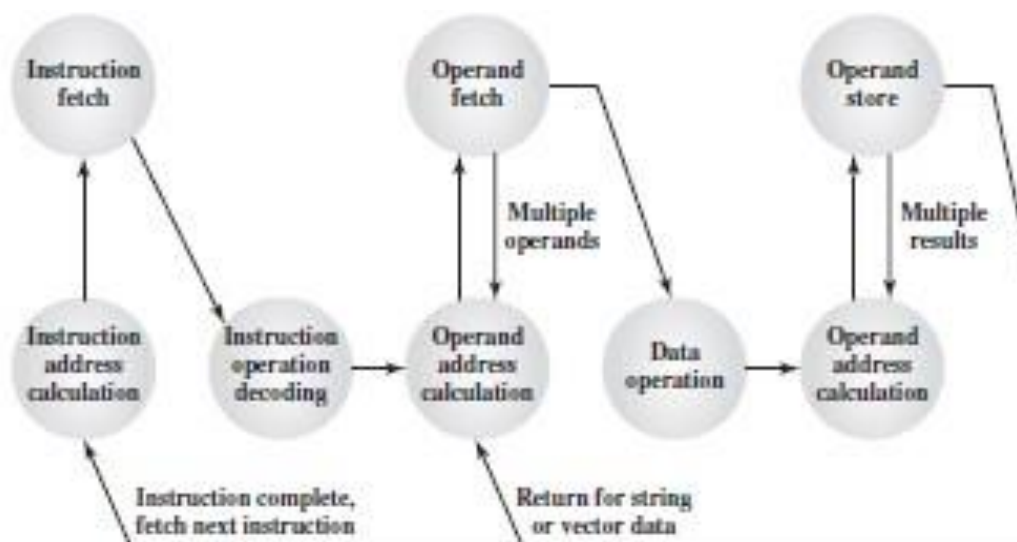 Instruction
fetch
Operand
fetch
Operand
store
Multiple
operands
Multiple
results
Instruction
address
calculation
Instruction
operation
decoding
Operand
address
calculation
Data
operation
Operand
address
calculation
Instruction complete,
fetch next instruction
Return for string
or vector data